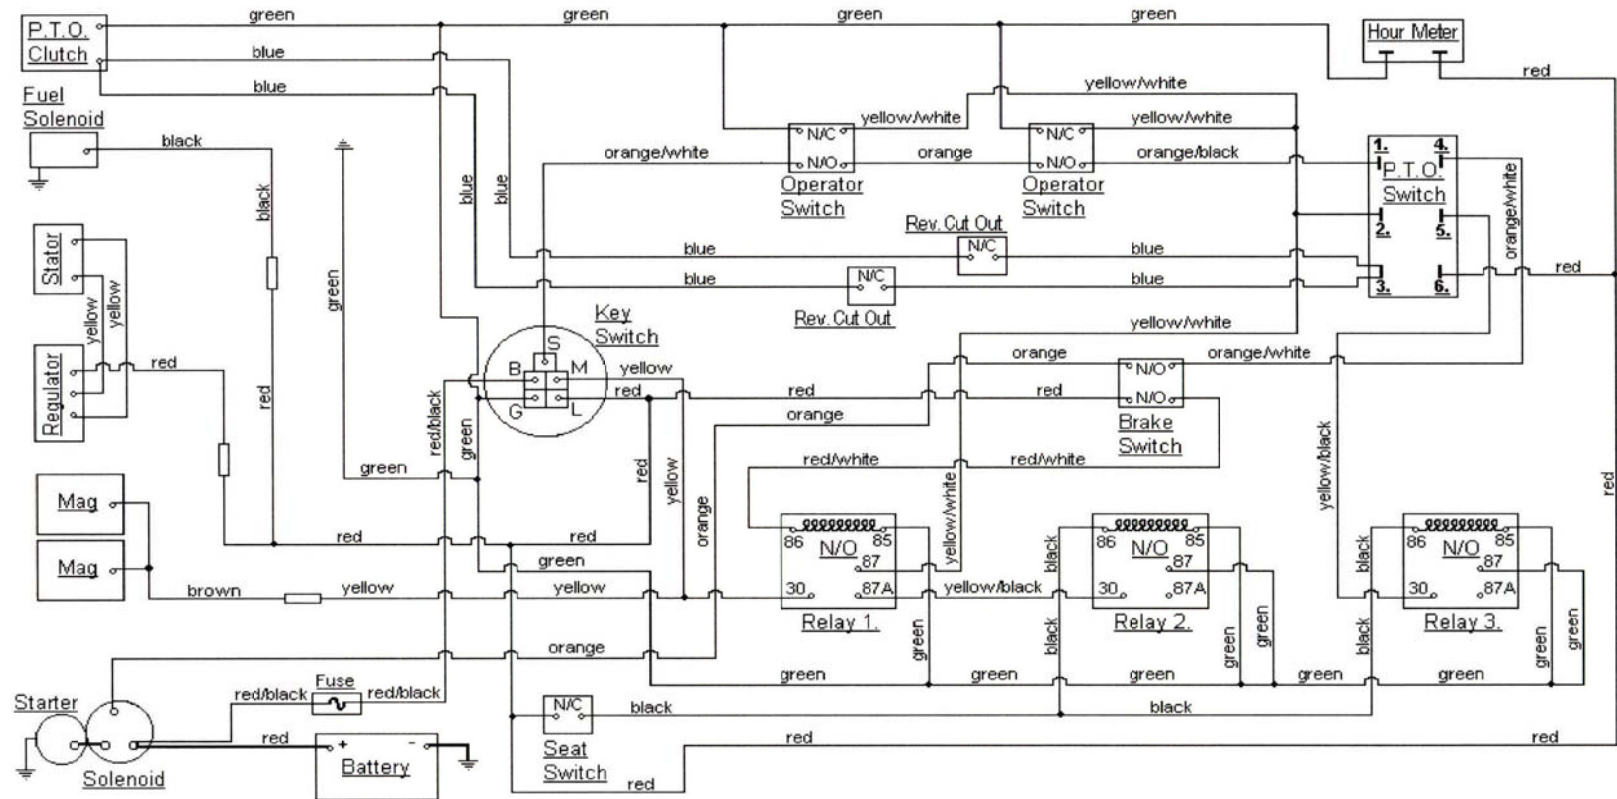 green
green
green
green
P.T.O.
Clutch
Hour Meter
blue
red
blue
yellow/white
Fuel
Solenoid
yellow/white
yellow/white
N/C
N/C
black
orange/white
orange
orange/black
N/O
N/O
1.
4.
P.T.O.
Switch
Operator
Switch
Operator
Switch
blue
blue
black
orange/white
2.
5.
Rev. Cut Out
N/C
blue
blue
Stator
green
N/C
blue
blue
red
3.
6.
yellow
yellow
Key
Switch
Rev. Cut Out
yellow/white
S
orange
orange/white
red
B
M
yellow
N/O
Regulator
red
red
red
red
N/O
G
L
orange
Brake
Switch
red/black
green
green
red/white
red/white
red
yellow
yellow/black
red
Mag
orange
yellow/white
86
85
N/O
87
30
87A
Relay 1.
86
85
N/O
87
30
87A
Relay 2.
86
85
N/O
87
30
87A
Relay 3.
red
red
green
black
black
Mag
brown
yellow
yellow
yellow/black
green
black
green
green
black
green
green
orange
green
green
green
green
green
Fuse
red/black
red/black
Starter
N/C
black
black
red
Solenoid
+
-
Battery
Seat
Switch
red
red
red